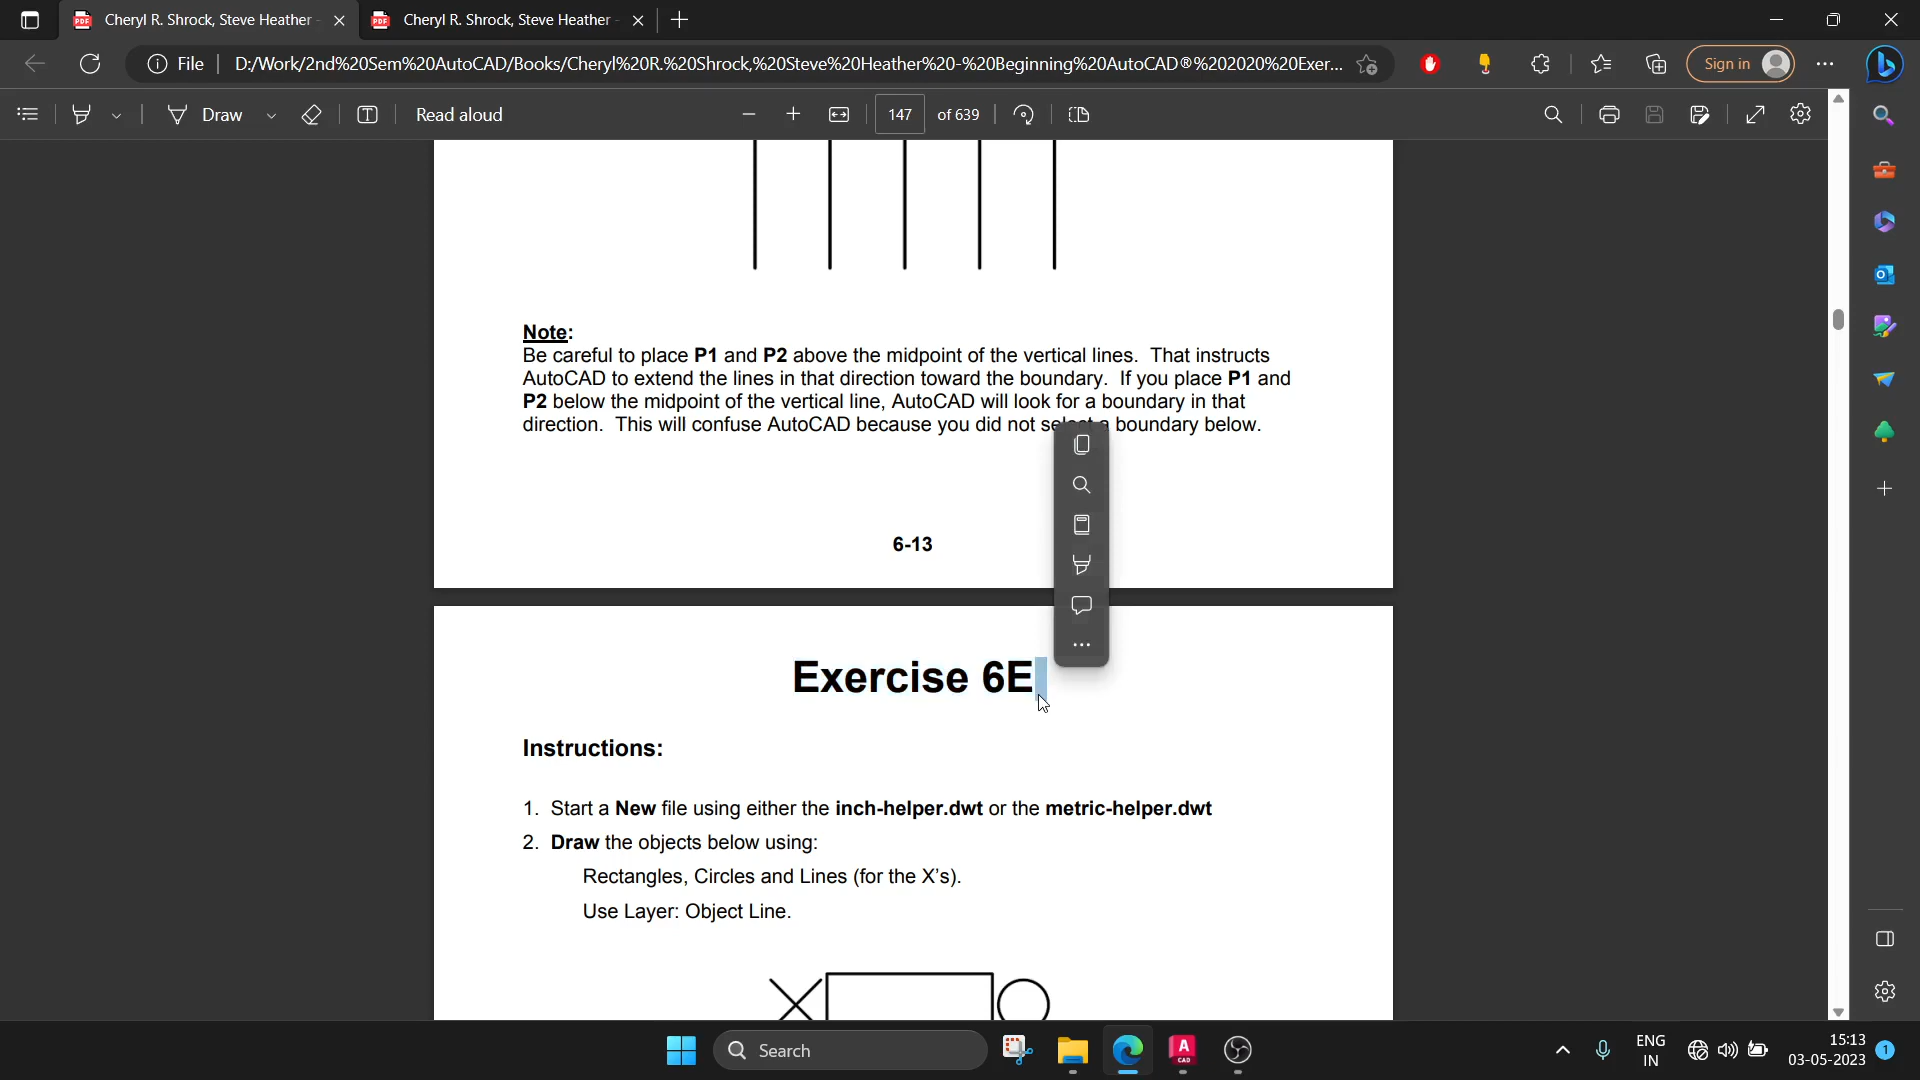 Cheryl R. Shrock, Steve Heather -
Cheryl R. Shrock, Steve Heather -
File
D:/Work/2nd%20Sem%20AutoCAD/Books/Cheryl%20R.%20Shrock,%20Steve%20Heather%20-%20Beginning%20AutoCAD®%202020%20Exer...
Sign in
Draw
Read aloud
147
of 639
Note:
Be careful to place P1 and P2 above the midpoint of the vertical lines. That instructs
AutoCAD to extend the lines in that direction toward the boundary. If you place P1 and
P2 below the midpoint of the vertical line, AutoCAD will look for a boundary in that
direction. This will confuse AutoCAD because you did not select a boundary below.
6-13
Exercise 6E
Instructions:
1. Start a New file using either the inch-helper.dwt or the metric-helper.dwt
2. Draw the objects below using:
Rectangles, Circles and Lines (for the X's).
Use Layer: Object Line.
Search
A
CAD
ENG
IN
15:13
03-05-2023
1